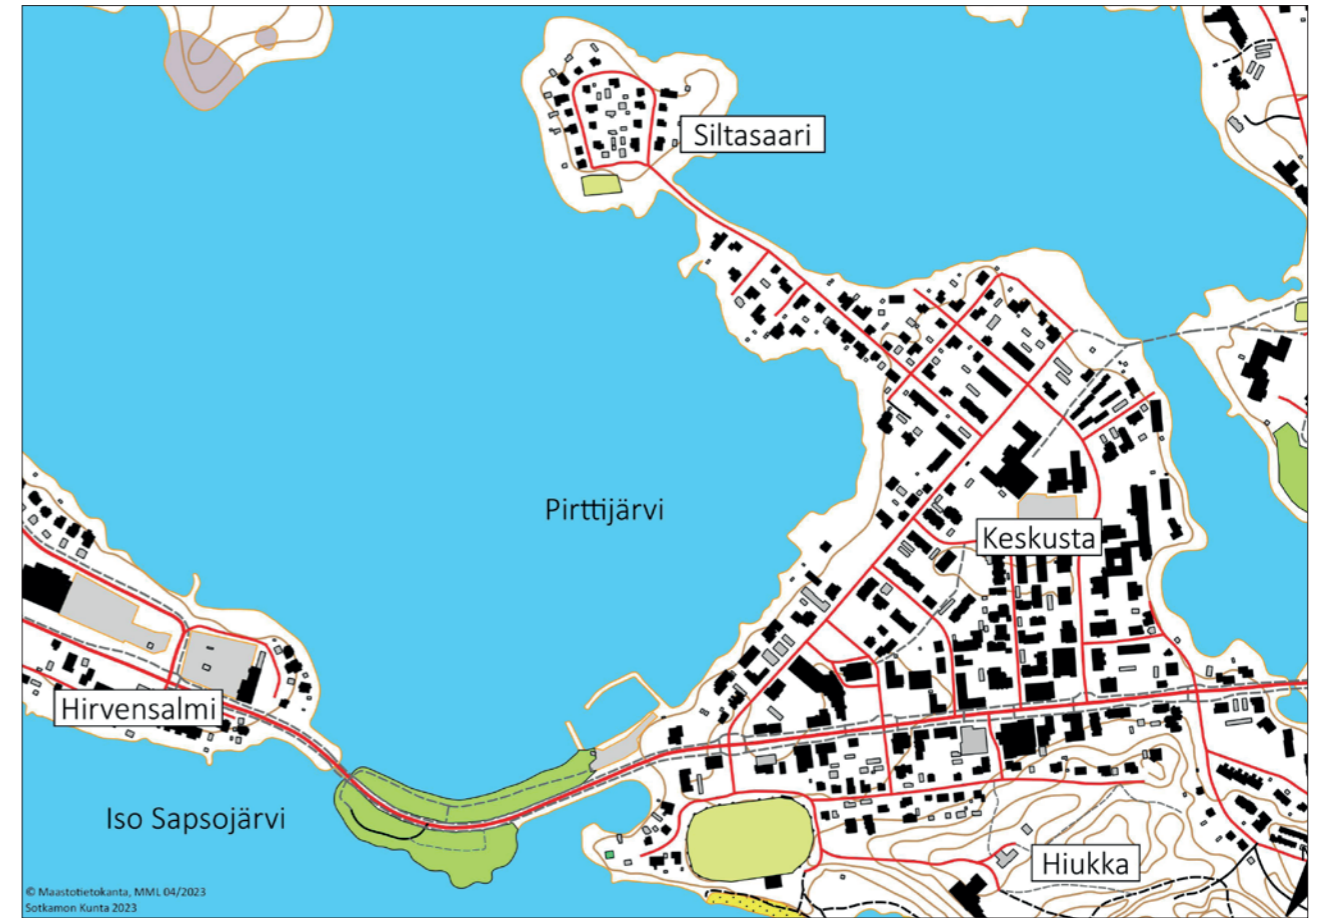 Siltasaari
Pirttijärvi
Keskusta
Hirvensalmi
Iso Sapsojärvi
Hiukka
© Maastotietokanta, MML 04/2023
Sotkamon Kunta 2023